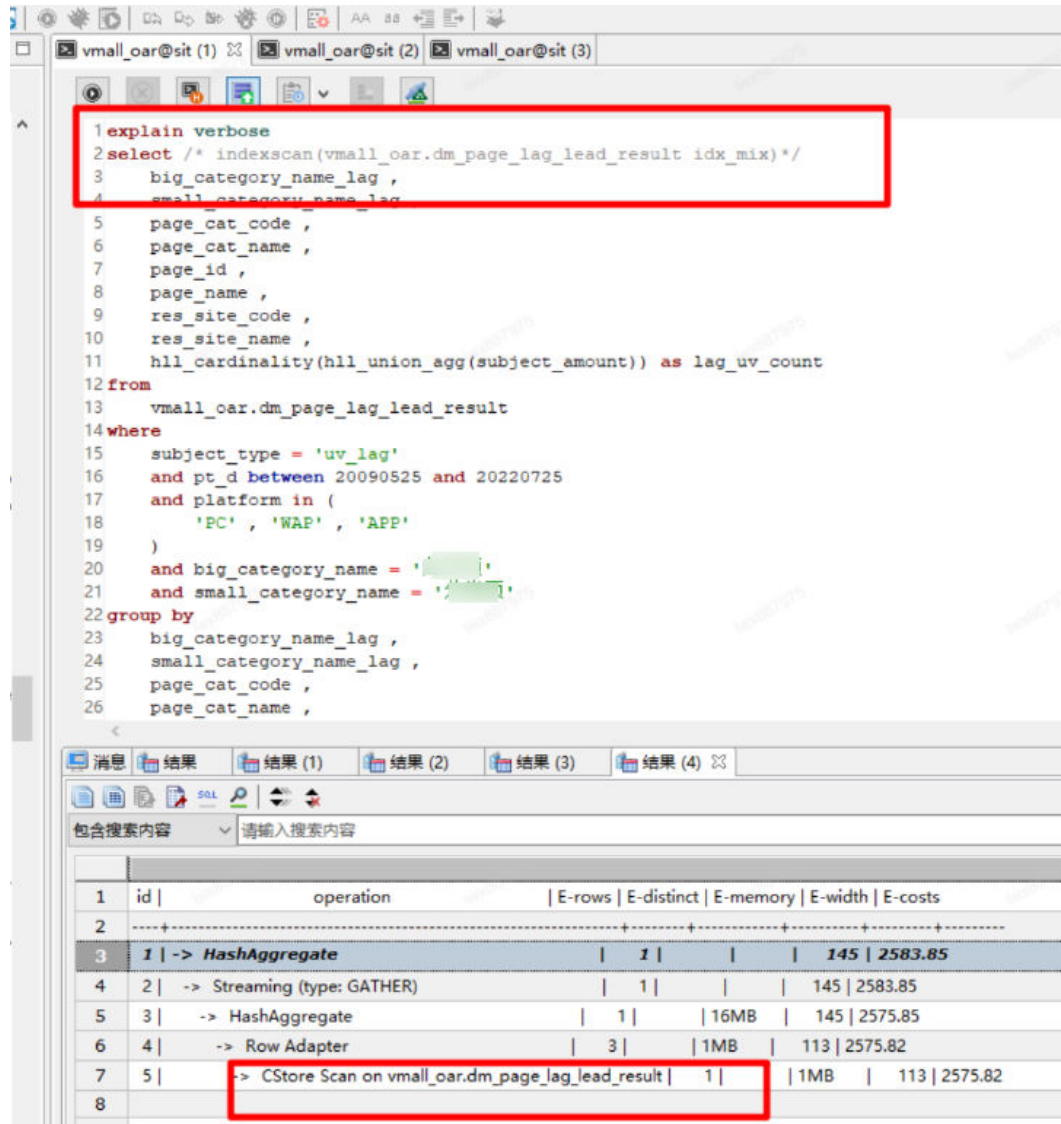 AA aa
vmall_oar@sit (1) vmall_oar@sit (2) vmall_oar@sit (3)
1 explain verbose
2 select /* indexscan(vmall_oar.dm_page_lag_lead_result idx_mix)*/
3 big_category_name_lag ,
4 small_category_name_lag
5 page_cat_code ,
6 page_cat_name ,
7 page_id ,
8 page_name ,
9 res_site_code ,
10 res_site_name ,
11 hll_cardinality(hll_union_agg(subject_amount)) as lag_uv_count
12 from
13 vmall_oar.dm_page_lag_lead_result
14 where
15 subject_type = 'uv_lag'
16 and pt_d between 20090525 and 20220725
17 and platform in (
18 'PC' , 'WAP' , 'APP'
19 )
20 and big_category_name = ' '
21 and small_category_name = ' '
22 group by
23 big_category_name_lag ,
24 small_category_name_lag ,
25 page_cat_code ,
26 page_cat_name ,
消息 结果 结果 (1) 结果 (2) 结果 (3) 结果 (4)
SQL
包含搜索内容 请输入搜索内容
1 id | operation | E-rows | E-distinct | E-memory | E-width | E-costs
2 ----+----------------------------------------------------------+--------+------------+----------+---------+---------
3 1 | -> HashAggregate | 1 | | | 145 | 2583.85
4 2 | -> Streaming (type: GATHER) | 1 | | | 145 | 2583.85
5 3 | -> HashAggregate | 1 | | 16MB | 145 | 2575.85
6 4 | -> Row Adapter | 3 | | 1MB | 113 | 2575.82
7 5 | -> CStore Scan on vmall_oar.dm_page_lag_lead_result | 1 | | 1MB | 113 | 2575.82
8